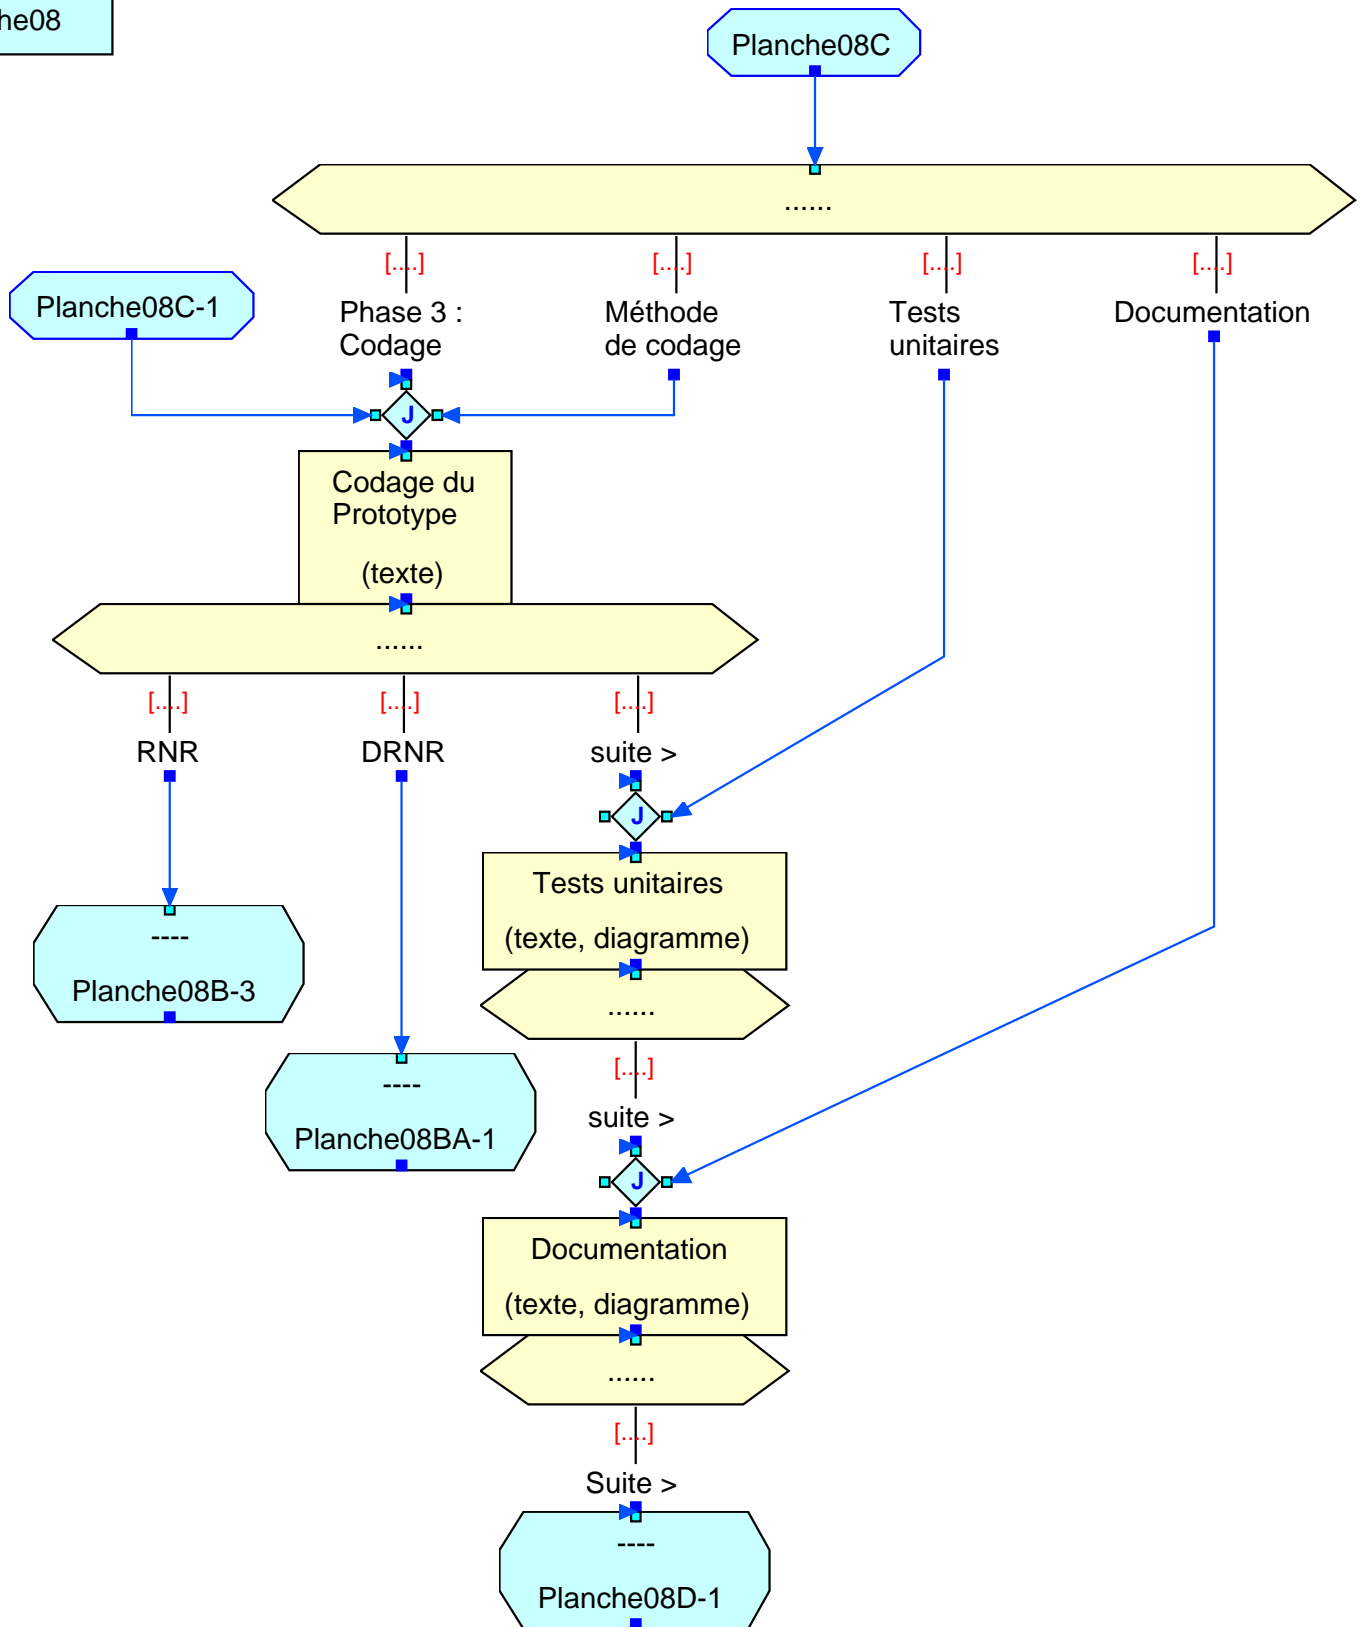 he08
Planche08C
......
[....] [....] [....] [....]
Planche08C-1
Phase 3 :
Codage
Méthode
de codage
Tests
unitaires
Documentation
J
Codage du
Prototype
(texte)
......
[....] [....] [....]
RNR
DRNR
suite >
J
Tests unitaires
(texte, diagramme)
----
Planche08B-3
......
[....]
----
Planche08BA-1
suite >
J
Documentation
(texte, diagramme)
......
[....]
Suite >
----
Planche08D-1